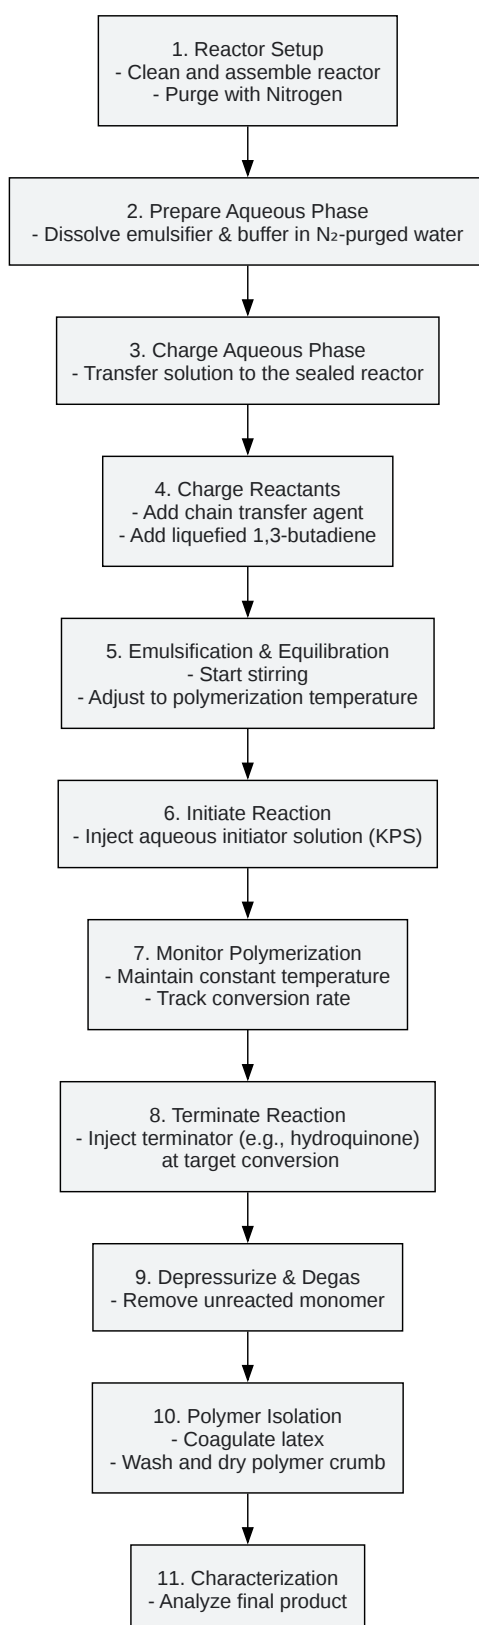 1. Reactor Setup
- Clean and assemble reactor
- Purge with Nitrogen
2. Prepare Aqueous Phase
- Dissolve emulsifier & buffer in N₂-purged water
3. Charge Aqueous Phase
- Transfer solution to the sealed reactor
4. Charge Reactants
- Add chain transfer agent
- Add liquefied 1,3-butadiene
5. Emulsification & Equilibration
- Start stirring
- Adjust to polymerization temperature
6. Initiate Reaction
- Inject aqueous initiator solution (KPS)
7. Monitor Polymerization
- Maintain constant temperature
- Track conversion rate
8. Terminate Reaction
- Inject terminator (e.g., hydroquinone)
at target conversion
9. Depressurize & Degas
- Remove unreacted monomer
10. Polymer Isolation
- Coagulate latex
- Wash and dry polymer crumb
11. Characterization
- Analyze final product